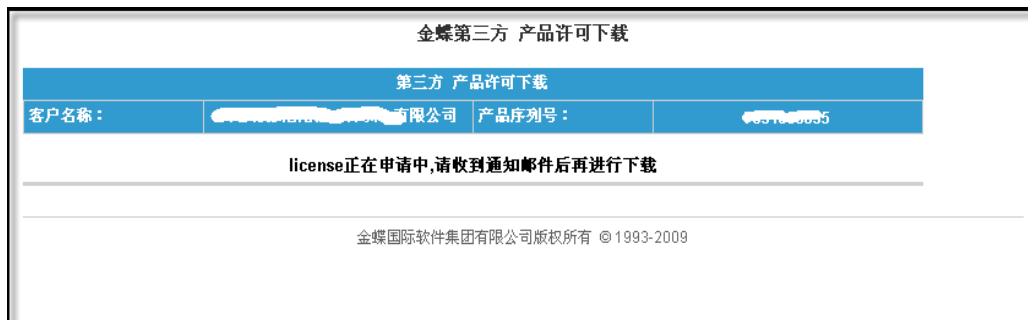 金蝶第三方 产品许可下载
第三方 产品许可下载
客户名称： 有限公司 产品序列号：
license正在申请中,请收到通知邮件后再进行下载
金蝶国际软件集团有限公司版权所有 ©1993-2009